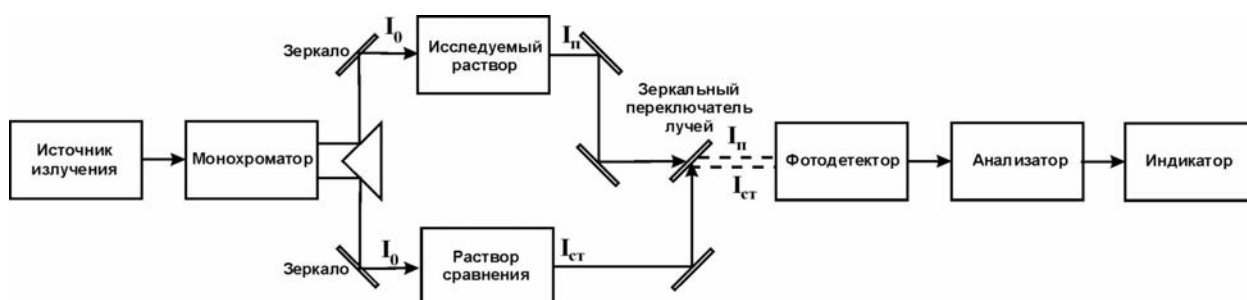 Зеркало
I₀
Исследуемый
раствор
Iп
Зеркальный
переключатель
лучей
Источник
излучения
Монохроматор
Iп
Iст
Фотодетектор
Анализатор
Индикатор
Зеркало
I₀
Раствор
сравнения
Iст